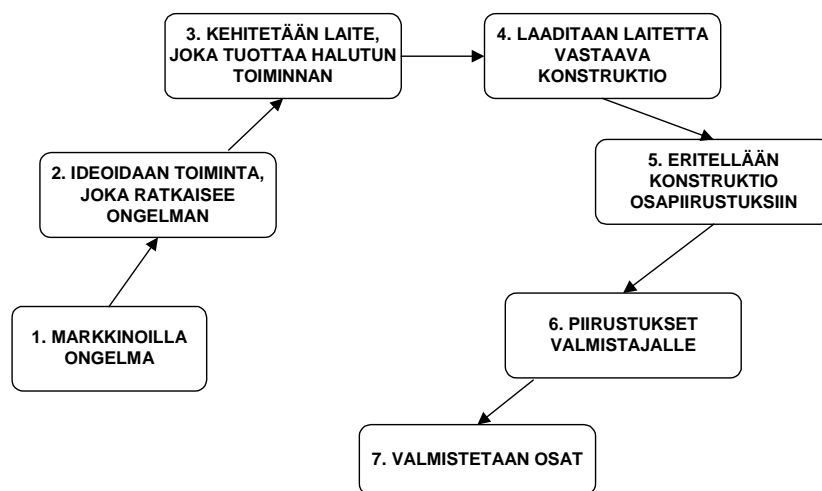 3. KEHITETÄÄN LAITE,
JOKA TUOTTAA HALUTUN
TOIMINNAN
4. LAADITAAN LAITETTA
VASTAAVA
KONSTRUKTIO
2. IDEOIDAAN TOIMINTA,
JOKA RATKAISEE
ONGELMAN
5. ERITELLÄÄN
KONSTRUKTIO
OSAPIIRUSTUKSIIN
1. MARKKINOILLA
ONGELMA
6. PIIRUSTUKSET
VALMISTAJALLE
7. VALMISTETAAN OSAT